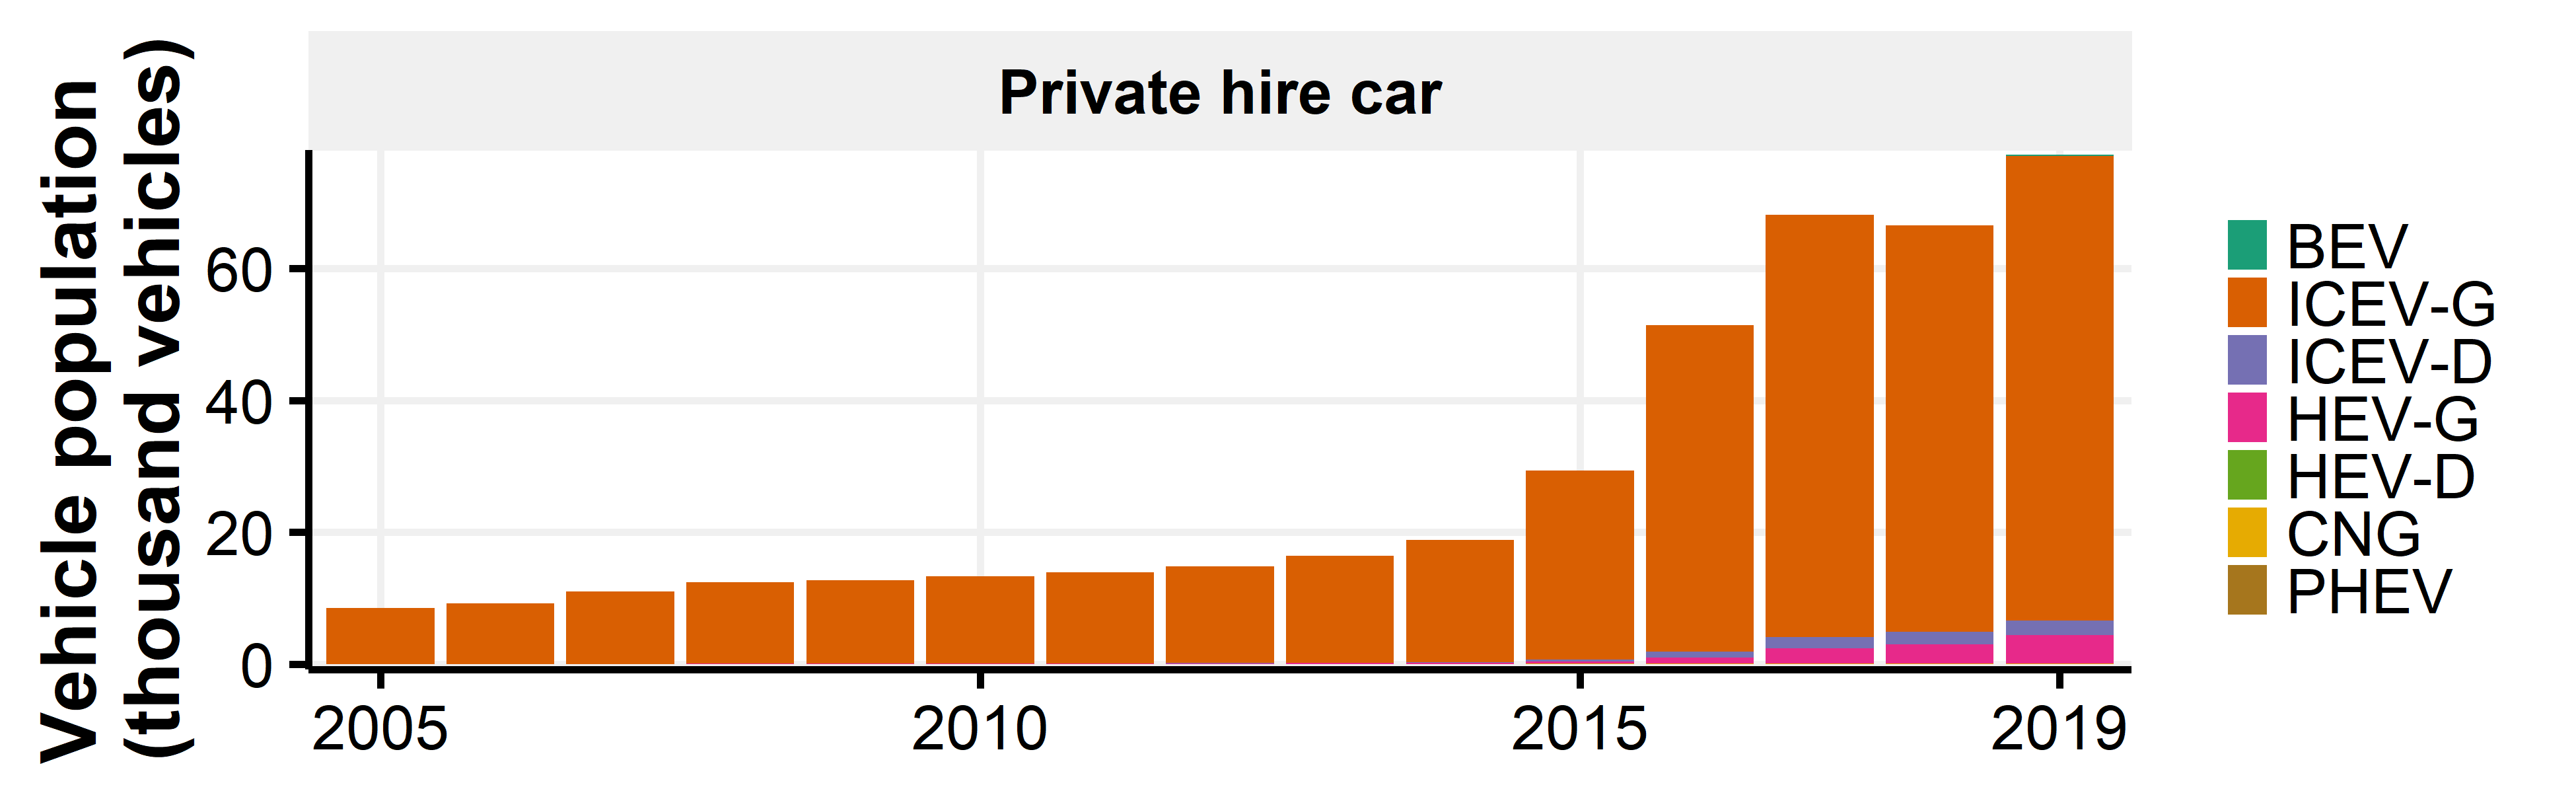 Private hire car
Vehicle population
(thousand vehicles)
60
40
20
0
2005
2010
2015
2019
BEV
ICEV-G
ICEV-D
HEV-G
HEV-D
CNG
PHEV